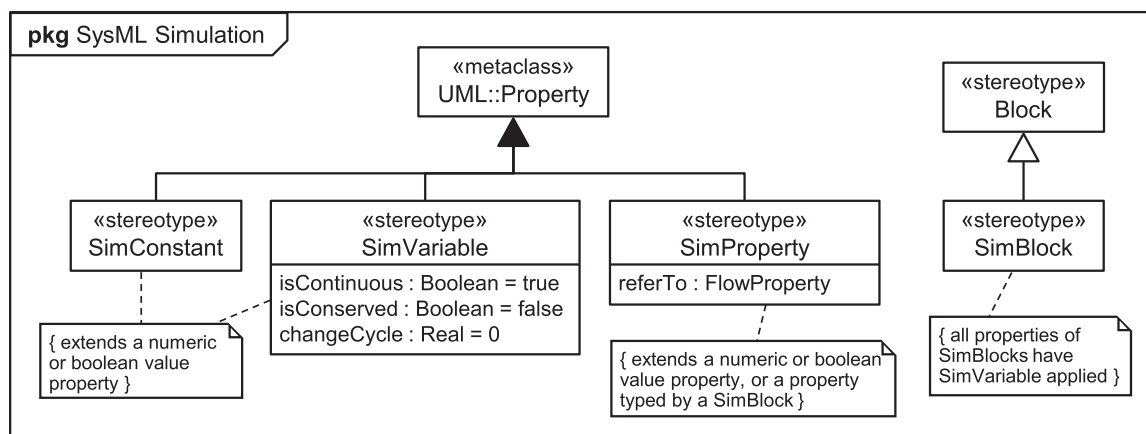 pkg SysML Simulation
«metaclass»
UML::Property
«stereotype»
Block
«stereotype»
SimConstant
«stereotype»
SimVariable
isContinuous : Boolean = true
isConserved : Boolean = false
changeCycle : Real = 0
«stereotype»
SimProperty
referTo : FlowProperty
«stereotype»
SimBlock
{ extends a numeric
or boolean value
property }
{ extends a numeric or boolean
value property, or a property
typed by a SimBlock }
{ all properties of
SimBlocks have
SimVariable applied }